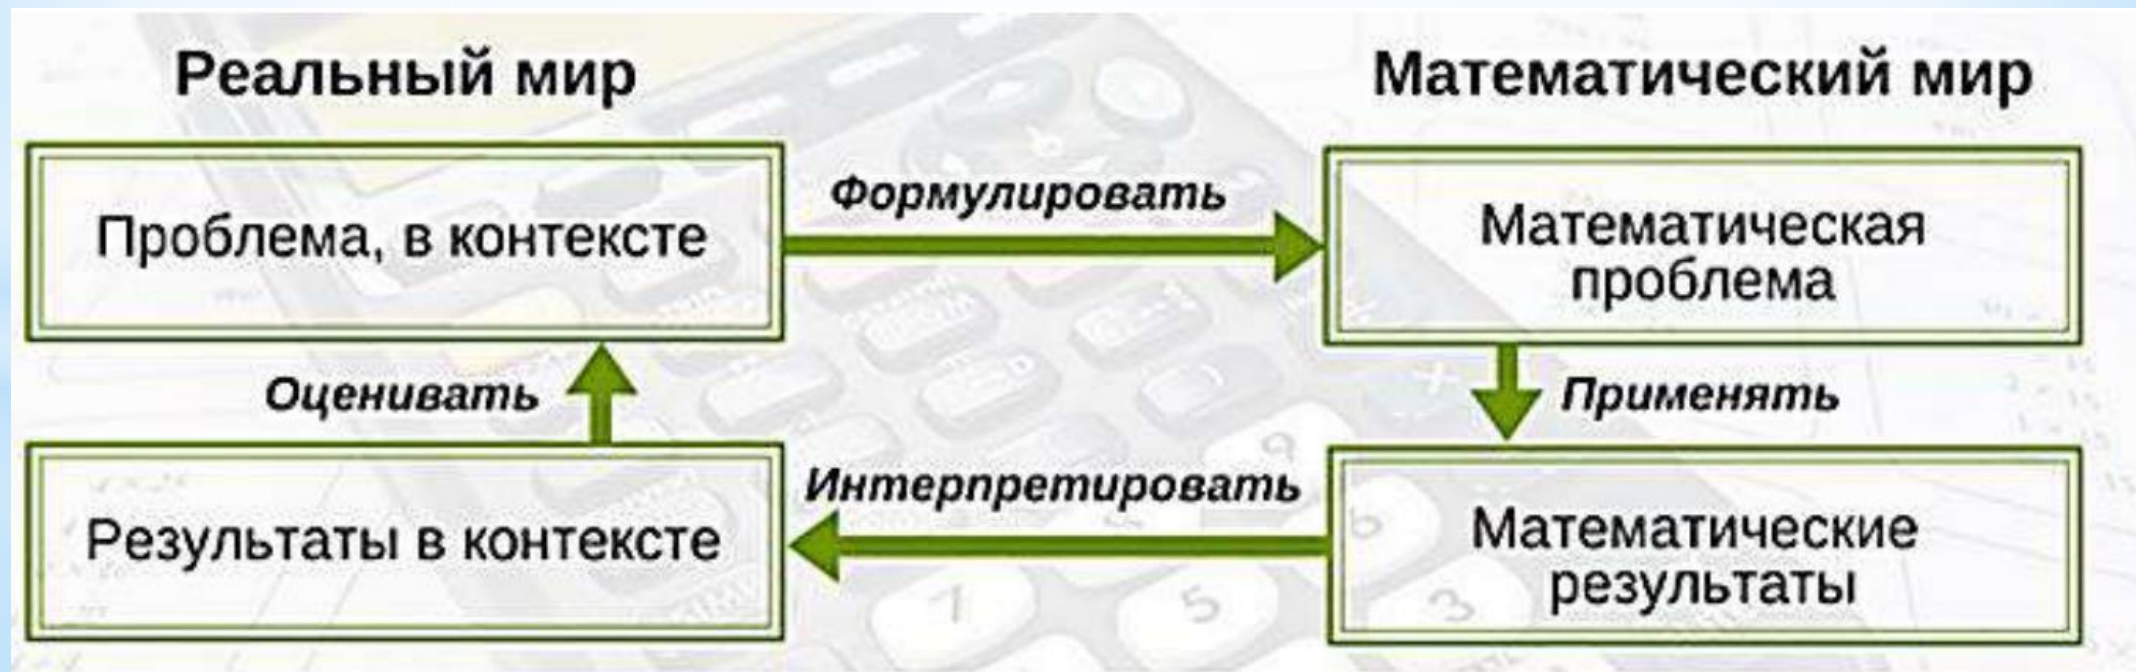 Реальный мир
Математический мир
Проблема, в контексте
Формулировать
Математическая
проблема
Оценивать
Применять
Результаты в контексте
Интерпретировать
Математические
результаты